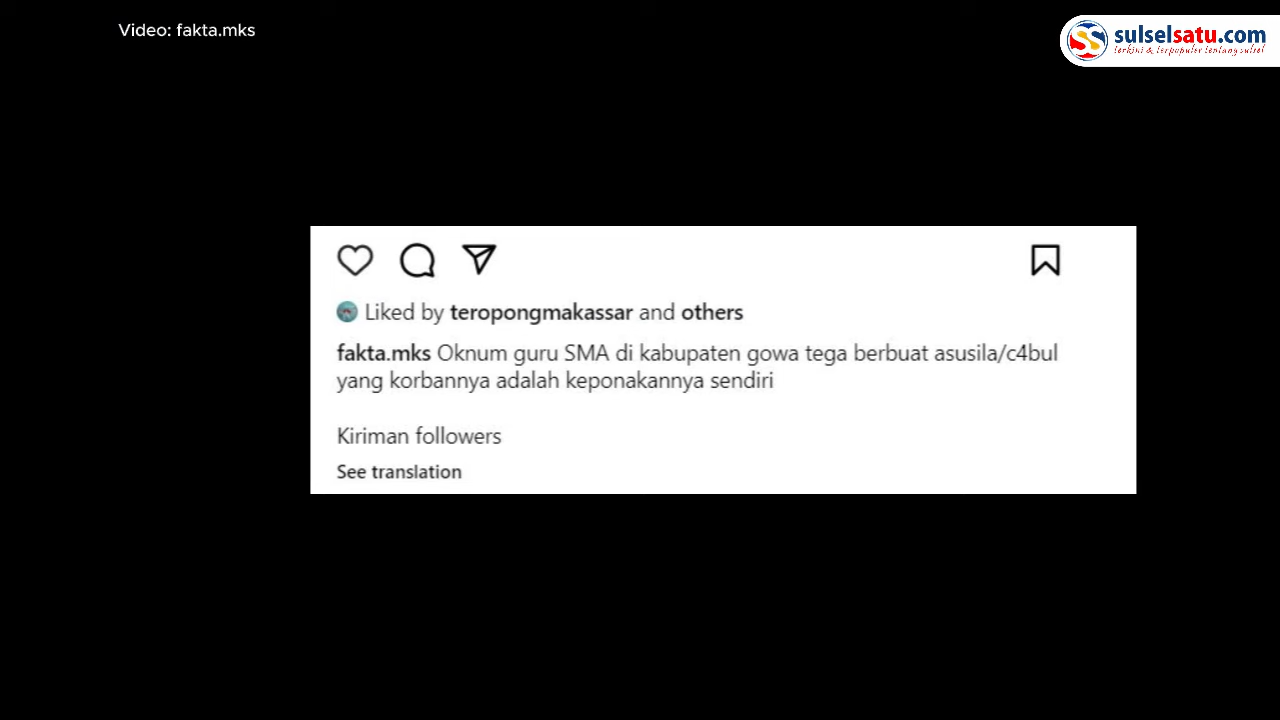 Video: fakta.mks
sulselsatu.com
terkini & terpopuler tentang sulsel
Liked by teropongmakassar and others
fakta.mks Oknum guru SMA di kabupaten gowa tega berbuat asusila/c4bul
yang korbannya adalah keponakannya sendiri
Kiriman followers
See translation